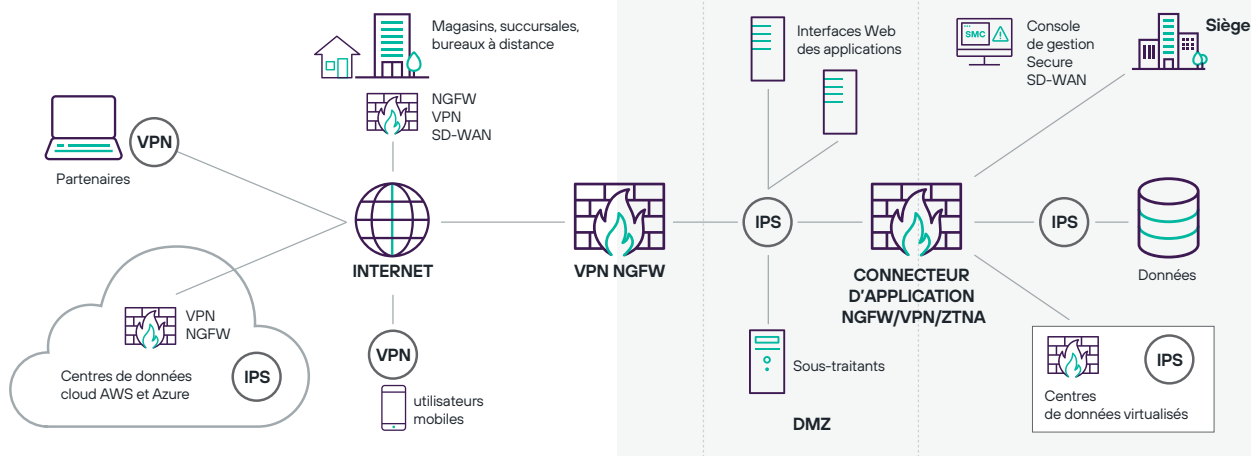 Magasins, succursales,
bureaux à distance
NGFW
VPN
SD-WAN
VPN
Partenaires
INTERNET
VPN
NGFW
Centres de données
cloud AWS et Azure
IPS
VPN
utilisateurs
mobiles
VPN NGFW
Interfaces Web
des applications
IPS
Sous-traitants
DMZ
SMC
Console
de gestion
Secure
SD-WAN
Siège
CONNECTEUR
D'APPLICATION
NGFW/VPN/ZTNA
IPS
Données
IPS
Centres
de données virtualisés